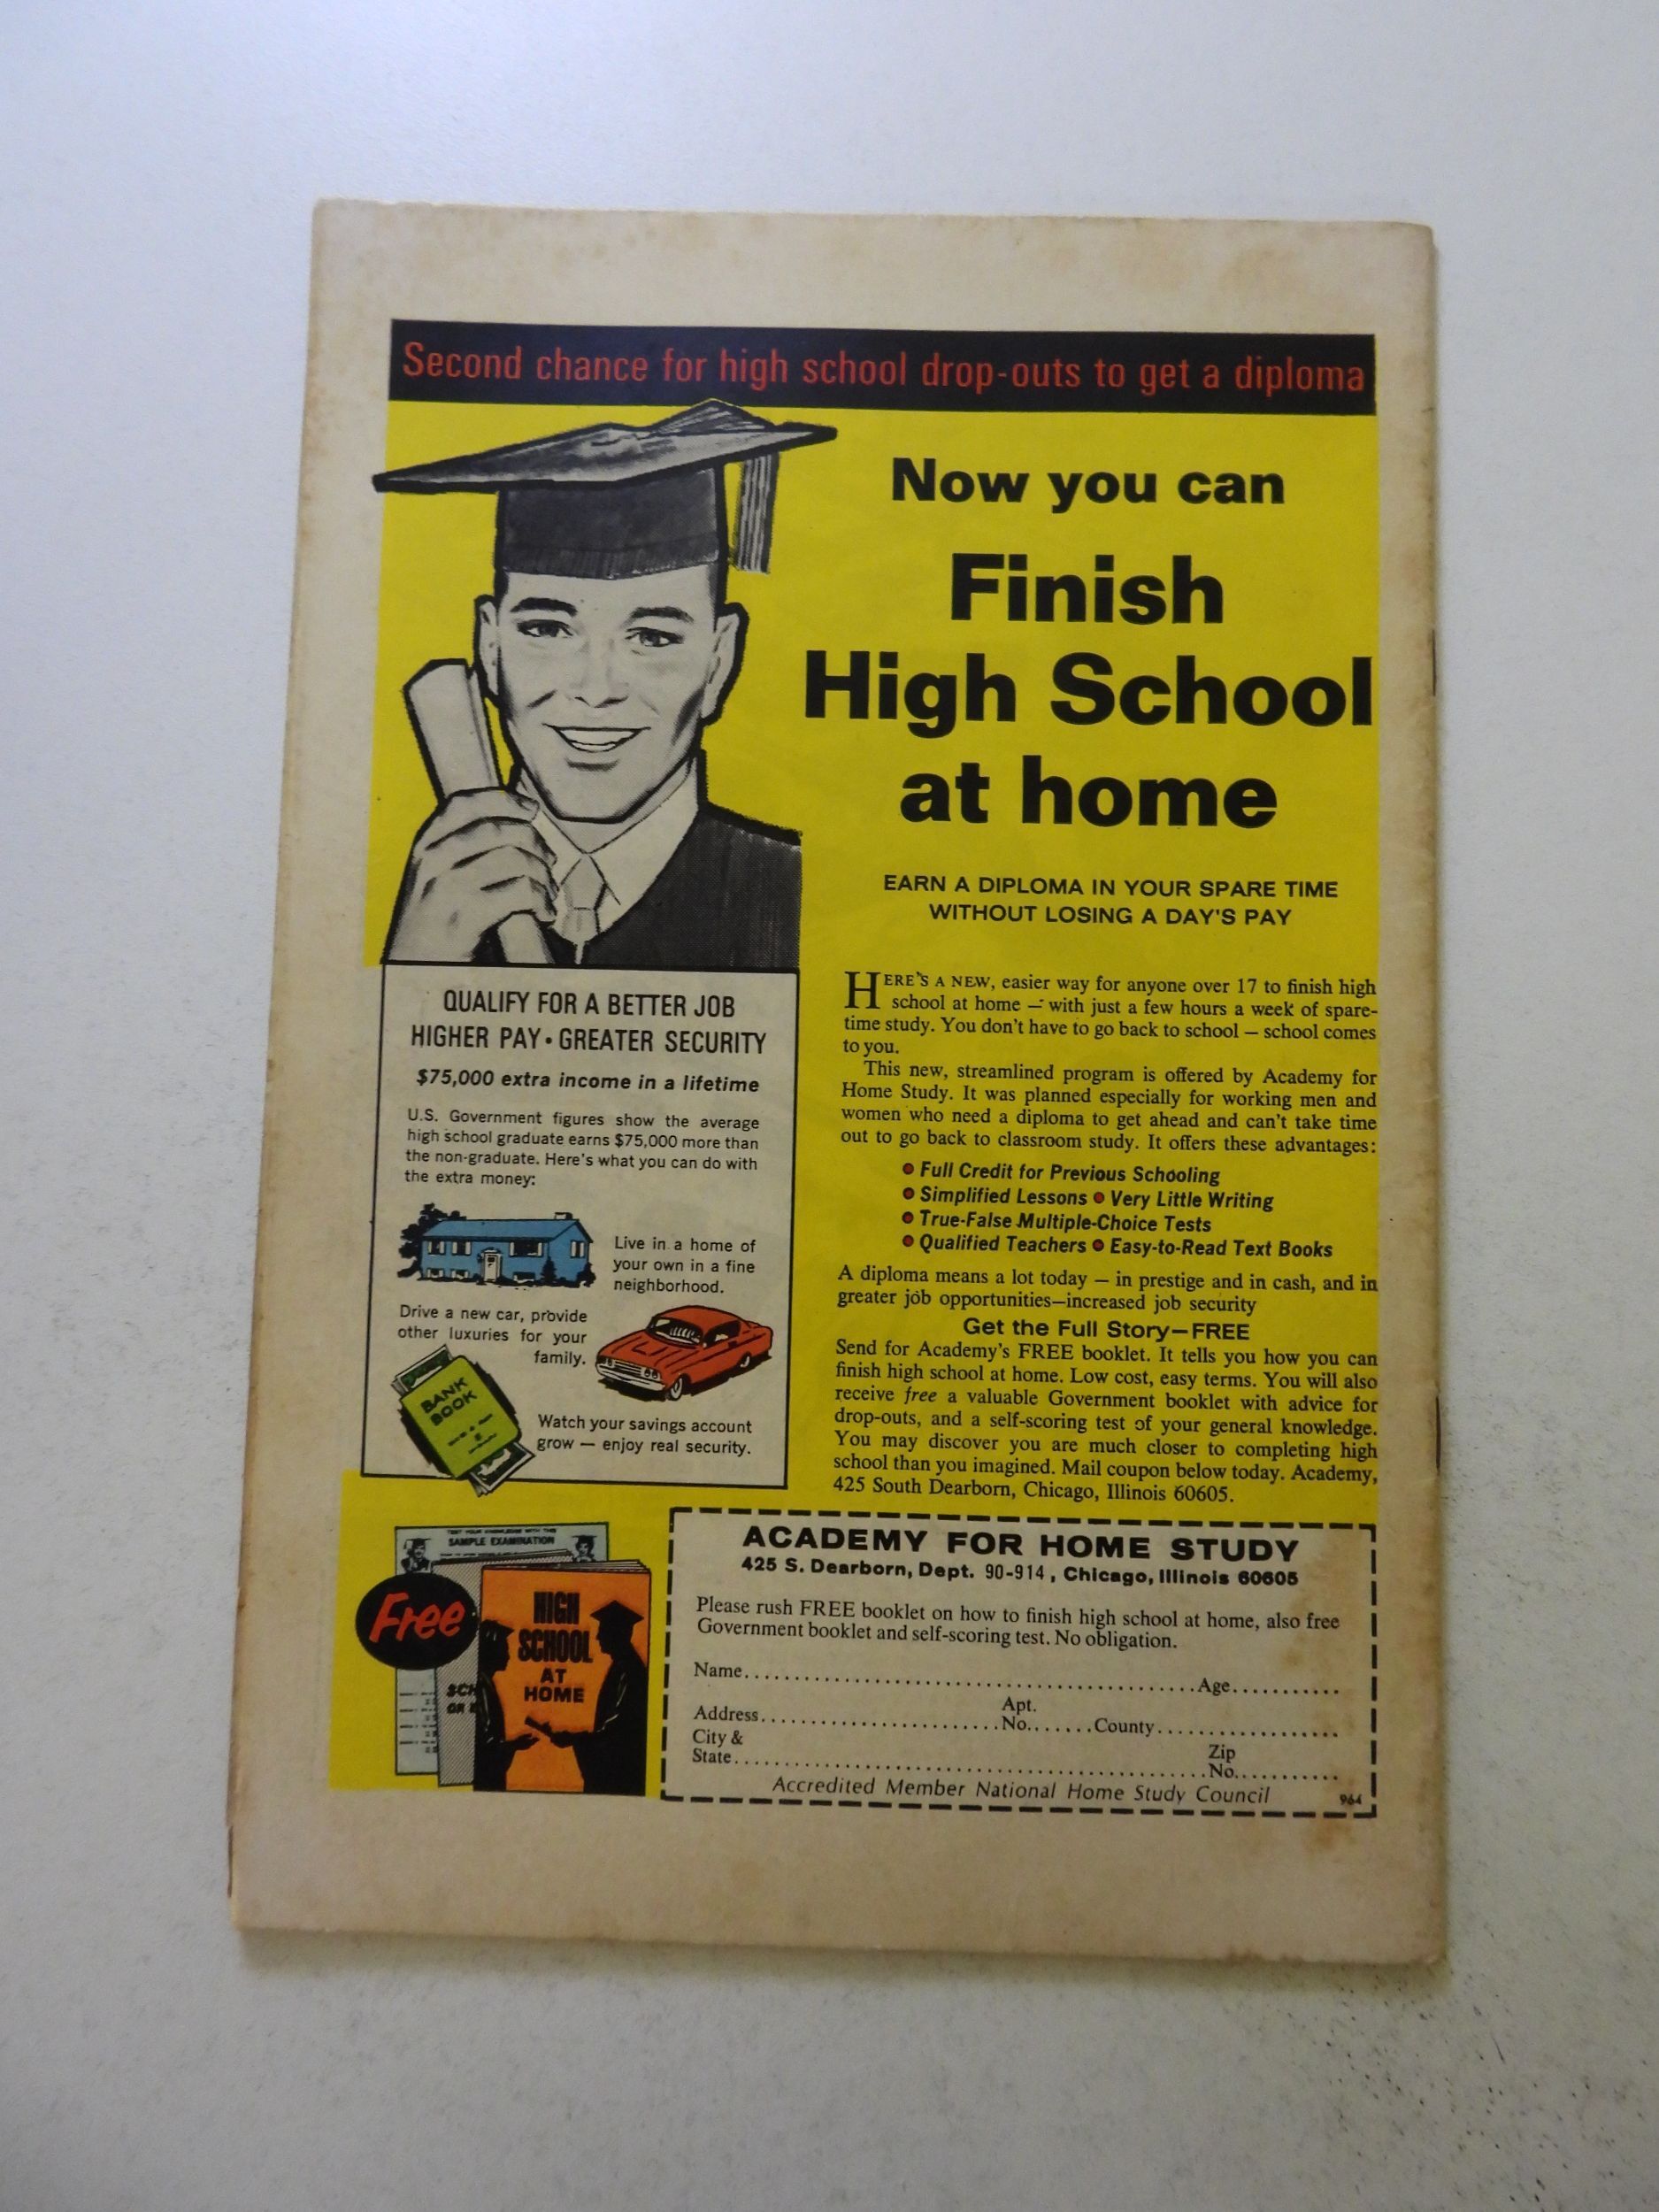 Second chance for high school drop-outs to get a diploma
Now you can
Finish
High School
at home
EARN A DIPLOMA IN YOUR SPARE TIME
WITHOUT LOSING A DAY'S PAY
QUALIFY FOR A BETTER JOB
HIGHER PAY • GREATER SECURITY
$75,000 extra income in a lifetime
U.S. Government figures show the average
high school graduate earns $75,000 more than
the non-graduate. Here's what you can do with
the extra money:
Live in a home of
your own in a fine
neighborhood.
Drive a new car, provide
other luxuries for your
family.
BANK
BOOK
Watch your savings account
grow — enjoy real security.
HERE'S A NEW, easier way for anyone over 17 to finish high
school at home — with just a few hours a week of spare-
time study. You don't have to go back to school — school comes
to you.
This new, streamlined program is offered by Academy for
Home Study. It was planned especially for working men and
women who need a diploma to get ahead and can't take time
out to go back to classroom study. It offers these advantages:
• Full Credit for Previous Schooling
• Simplified Lessons • Very Little Writing
• True-False Multiple-Choice Tests
• Qualified Teachers • Easy-to-Read Text Books
A diploma means a lot today — in prestige and in cash, and in
greater job opportunities—increased job security
Get the Full Story—FREE
Send for Academy's FREE booklet. It tells you how you can
finish high school at home. Low cost, easy terms. You will also
receive free a valuable Government booklet with advice for
drop-outs, and a self-scoring test of your general knowledge.
You may discover you are much closer to completing high
school than you imagined. Mail coupon below today. Academy,
425 South Dearborn, Chicago, Illinois 60605.
TEST YOUR KNOWLEDGE WITH THIS
SAMPLE EXAMINATION
Free
HIGH
SCHOOL
AT
HOME
SCH
OR
ACADEMY FOR HOME STUDY
425 S. Dearborn, Dept. 90-914, Chicago, Illinois 60605
Please rush FREE booklet on how to finish high school at home, also free
Government booklet and self-scoring test. No obligation.
Name..........Age..........
Address..........Apt. No.......County..........
City &
State..........Zip No..........
Accredited Member National Home Study Council
964